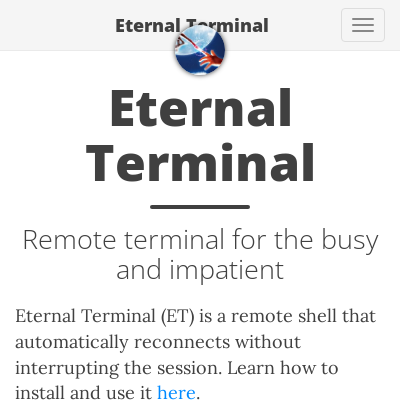 Eternal Terminal
Eternal
Terminal
Remote terminal for the busy
and impatient
Eternal Terminal (ET) is a remote shell that
automatically reconnects without
interrupting the session. Learn how to
install and use it here.